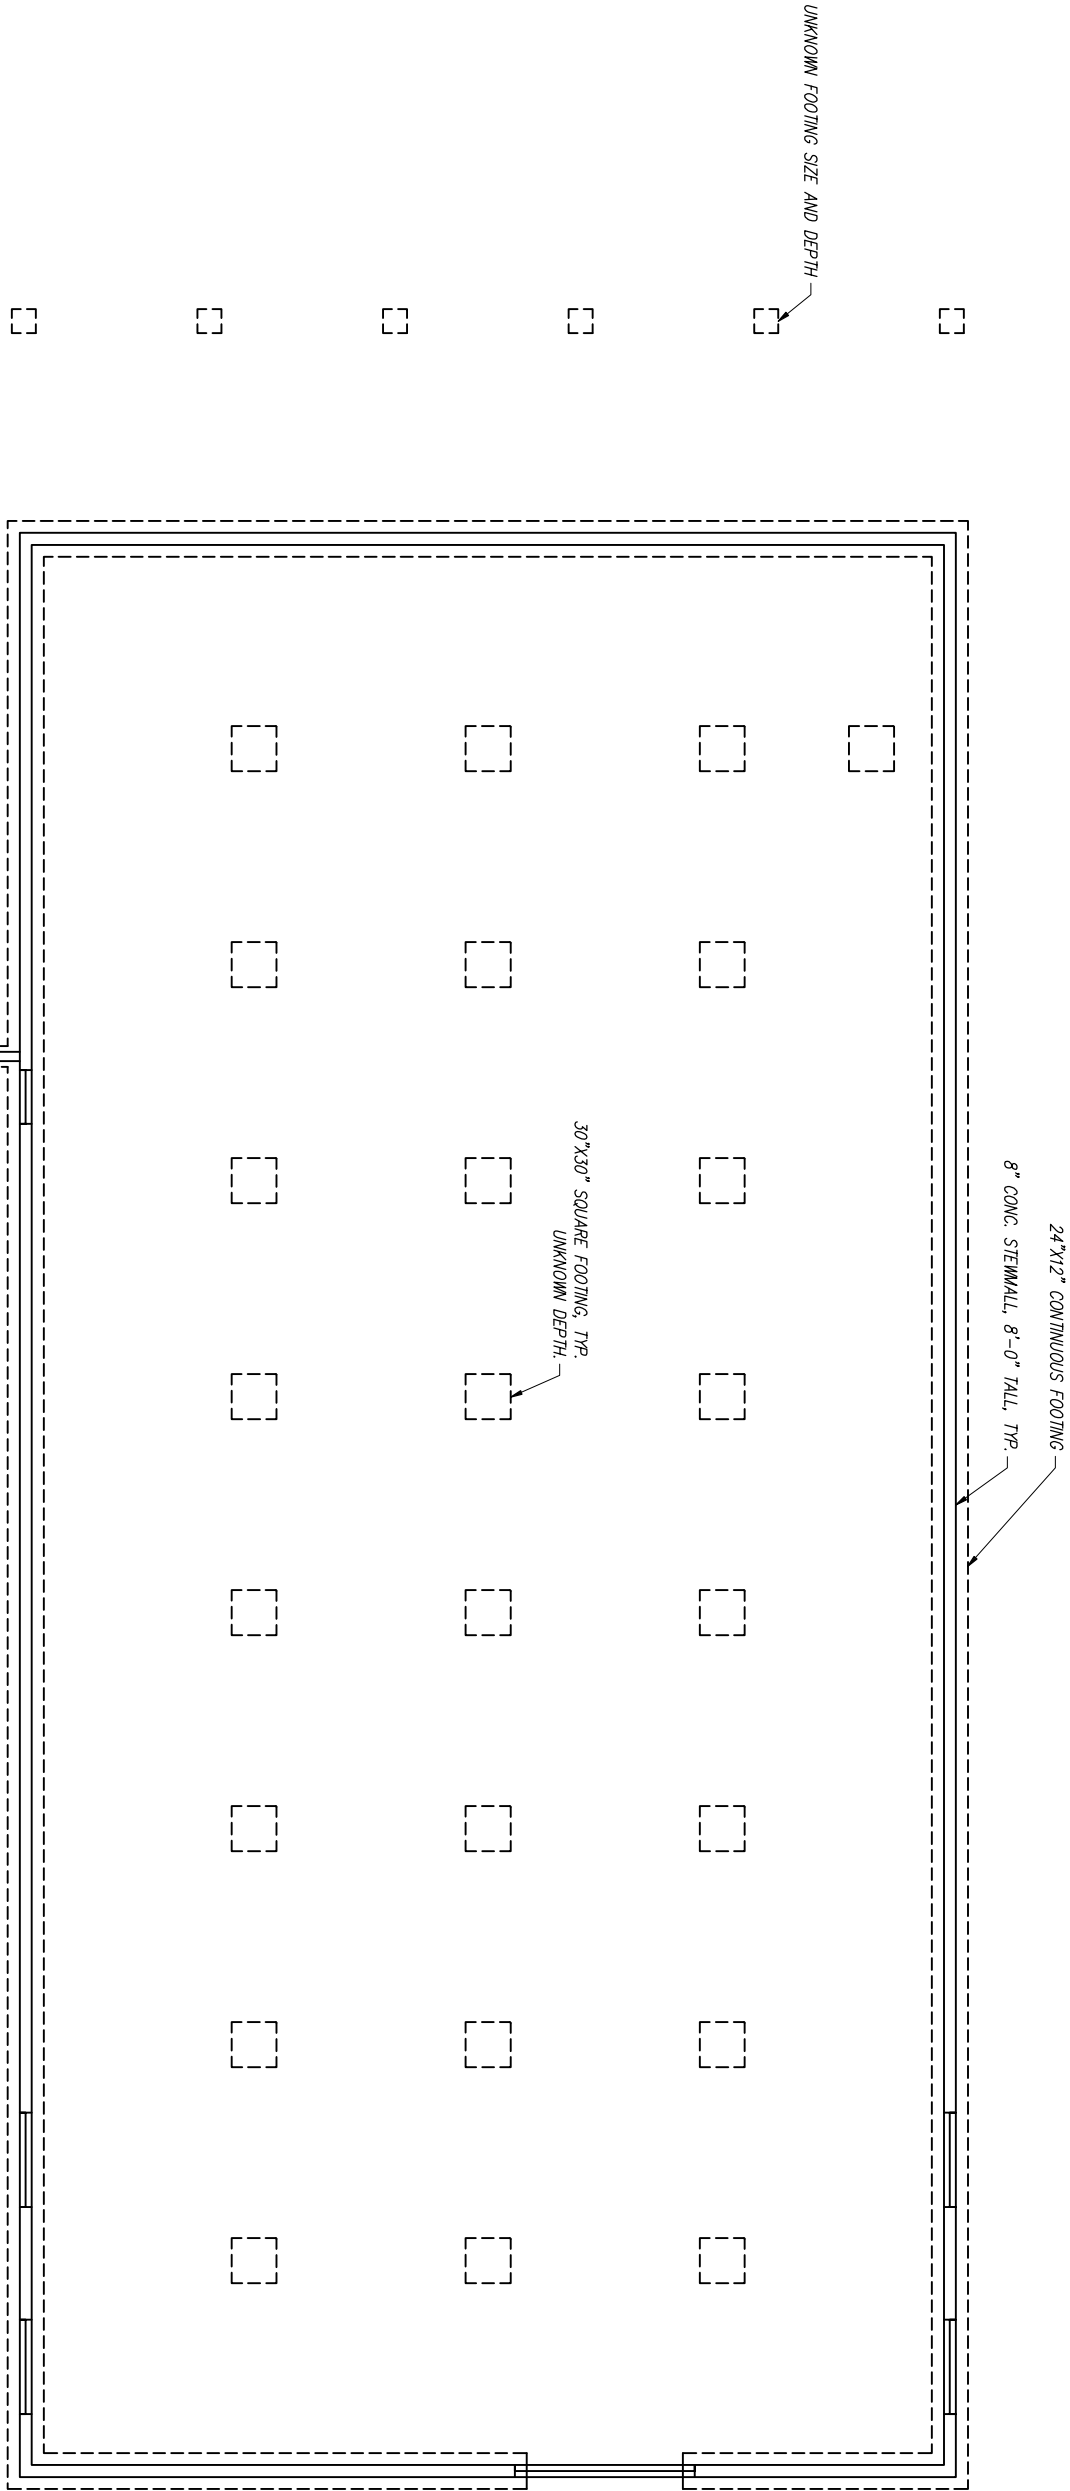 UNKNOWN FOOTING SIZE AND DEPTH
24"X12" CONTINUOUS FOOTING
8" CONC. STEMWALL, 8'-0" TALL, TYP.
30"X30" SQUARE FOOTING, TYP.
UNKNOWN DEPTH.